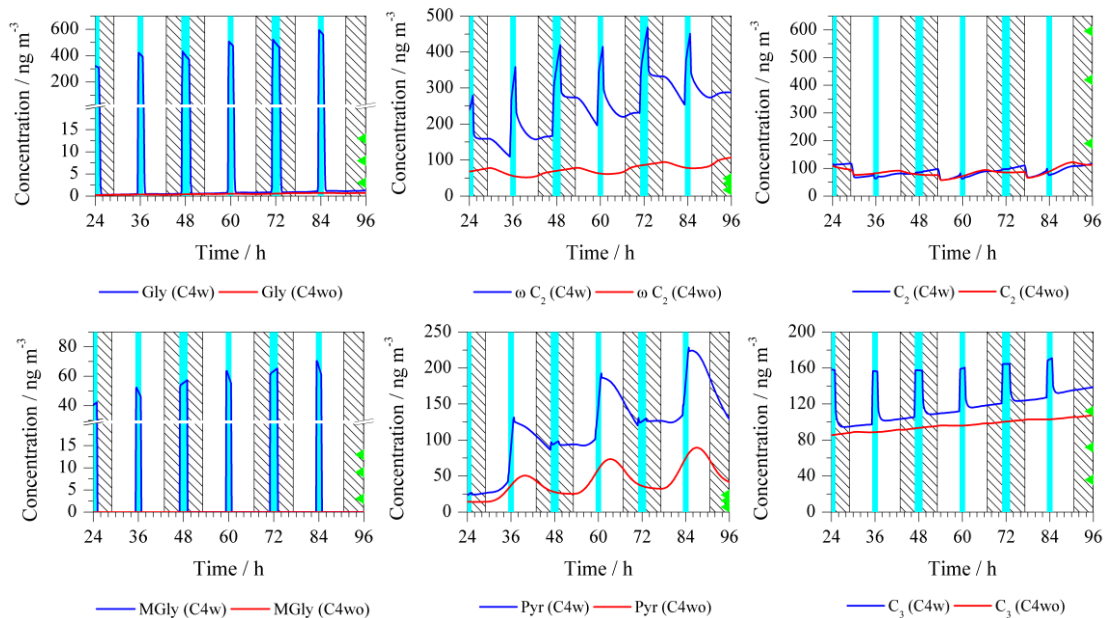 Concentration / ng m⁻³
600
400
200
15
10
5
0
24 36 48 60 72 84 96
Time / h
Gly (C4w) Gly (C4wo)
Concentration / ng m⁻³
500
400
300
200
100
0
24 36 48 60 72 84 96
Time / h
ω C₂ (C4w) ω C₂ (C4wo)
Concentration / ng m⁻³
600
500
400
300
200
100
0
24 36 48 60 72 84 96
Time / h
C₂ (C4w) C₂ (C4wo)
Concentration / ng m⁻³
80
60
40
15
10
5
0
24 36 48 60 72 84 96
Time / h
MGly (C4w) MGly (C4wo)
Concentration / ng m⁻³
250
200
150
100
50
0
24 36 48 60 72 84 96
Time / h
Pyr (C4w) Pyr (C4wo)
Concentration / ng m⁻³
200
160
120
80
40
0
24 36 48 60 72 84 96
Time / h
C₃ (C4w) C₃ (C4wo)